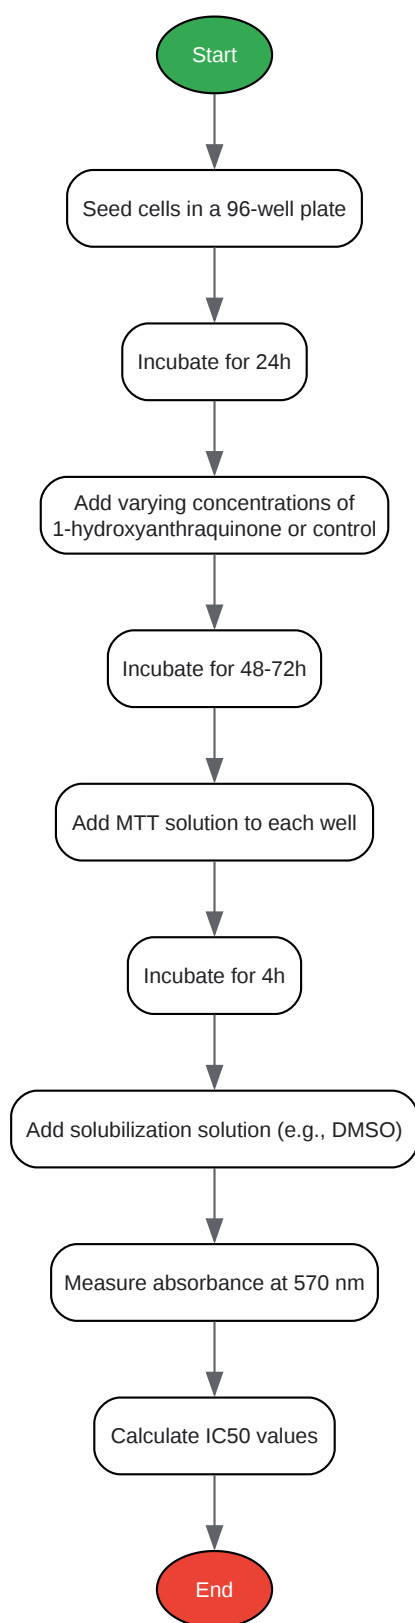 Start
Seed cells in a 96-well plate
Incubate for 24h
Add varying concentrations of
1-hydroxyanthraquinone or control
Incubate for 48-72h
Add MTT solution to each well
Incubate for 4h
Add solubilization solution (e.g., DMSO)
Measure absorbance at 570 nm
Calculate IC50 values
End